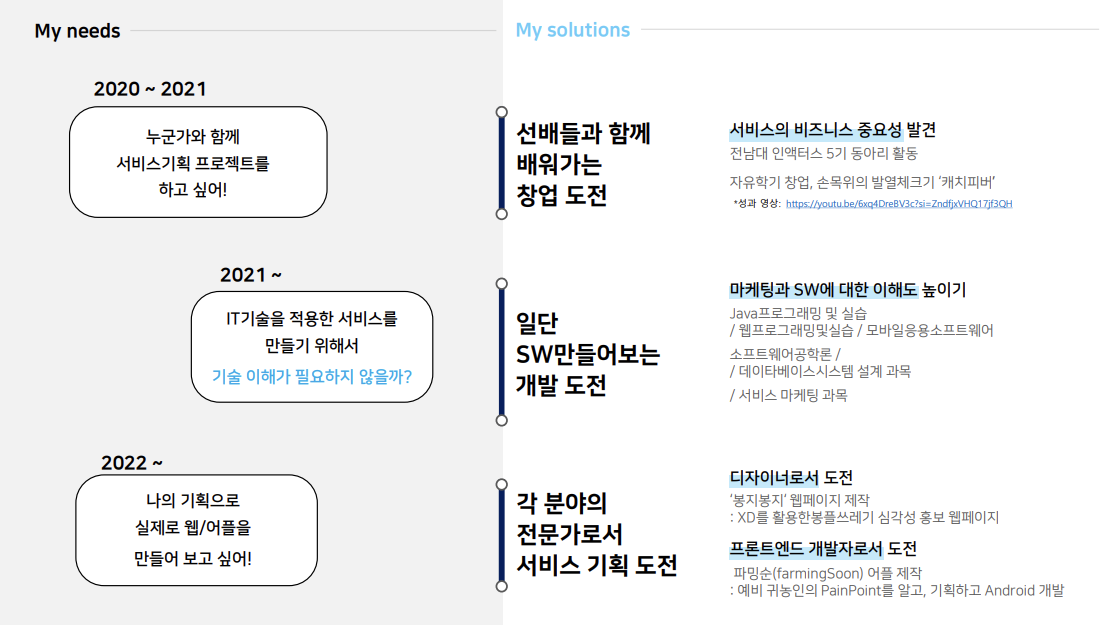 My needs
My solutions
2020 ~ 2021
누군가와 함께
서비스기획 프로젝트를
하고 싶어!
선배들과 함께
배워가는
창업 도전
서비스의 비즈니스 중요성 발견
전남대 인액터스 5기 동아리 활동
자유학기 창업, 손목위의 발열체크기 ‘캐치피버’
*성과 영상: https://youtu.be/6xq4DreBV3c?si=ZndfjxVHQ17jf3QH
2021 ~
IT기술을 적용한 서비스를
만들기 위해서
기술 이해가 필요하지 않을까?
일단
SW만들어보는
개발 도전
마케팅과 SW에 대한 이해도 높이기
Java프로그래밍 및 실습
/ 웹프로그래밍및실습 / 모바일응용소프트웨어
소프트웨어공학론 /
/ 데이타베이스시스템 설계 과목
/ 서비스 마케팅 과목
2022 ~
나의 기획으로
실제로 웹/어플을
만들어 보고 싶어!
각 분야의
전문가로서
서비스 기획 도전
디자이너로서 도전
‘봉지봉지‘ 웹페이지 제작
: XD를 활용한봉플쓰레기 심각성 홍보 웹페이지
프론트엔드 개발자로서 도전
파밍순(farmingSoon) 어플 제작
: 예비 귀농인의 PainPoint를 알고, 기획하고 Android 개발